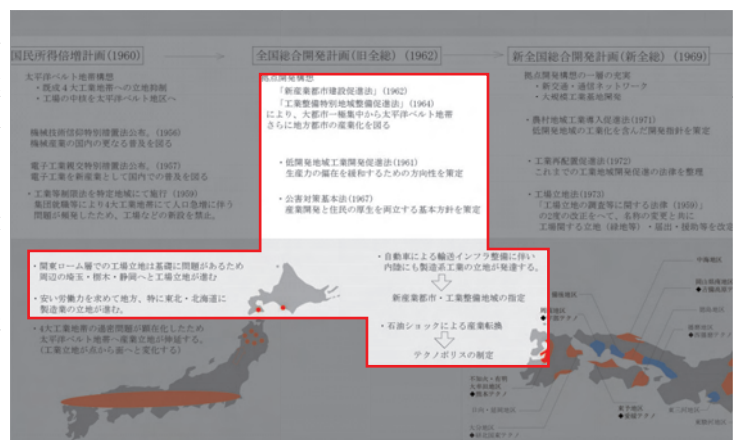 国民所得倍増計画(1960)
全国総合開発計画(旧全総)(1962)
新全国総合開発計画(新全総)(1969)
太平洋ベルト地帯構想
・既成4大工業地帯への立地抑制
・工場の中核を太平洋ベルト地区へ
機械技術信仰特別措置法公布。(1956)
機械産業の国内の更なる普及を図る
電子工業親交特別措置法公布。(1957)
電子工業を新産業として国内での普及を図る
・工業等制限法を特定地域にて施行(1959)
集団就職等により4大工業地帯にて人口急増に伴う
問題が頻発したため、工場などの新設を禁止。
拠点開発構想
「新産業都市建設促進法」(1962)
「工業整備特別地域整備促進法」(1964)
により、大都市一極集中から太平洋ベルト地帯
さらに地方都市の産業化を図る
・低開発地域工業開発促進法(1961)
生産力の偏在を緩和するための方向性を策定
・公害対策基本法(1967)
産業開発と住民の厚生を両立する基本方針を策定
拠点開発構想の一層の充実
・新交通・通信ネットワーク
・大規模工業基地開発
・農村地域工業導入促進法(1971)
低開発地域の工業化を含んだ開発指針を策定
・工業再配置促進法(1972)
これまでの工業地域開発促進の法律を整理
・工場立地法(1973)
「工場立地の調査等に関する法律(1959)」
の2度の改正をへて、名称の変更と共に
工場関する立地(緑地等)・届出・援助等を改定
・関東ローム層での工場立地は基礎に問題があるため
周辺の埼玉・栃木・静岡へと工場立地が進む
・安い労働力を求めて地方、特に東北・北海道に
製造業の立地が進む。
・4大工業地帯の過密問題が顕在化したため
太平洋ベルト地帯へ産業立地が伸延する。
(工業立地が点から面へと変化する)
・自動車による輸送インフラ整備に伴い
内陸にも製造系工業の立地が発達する。
新産業都市・工業整備地域の指定
・石油ショックによる産業転換
テクノポリスの制定
中海地区
備後地区
徳島地区
東予地区
◆愛媛テクノ
大分地区